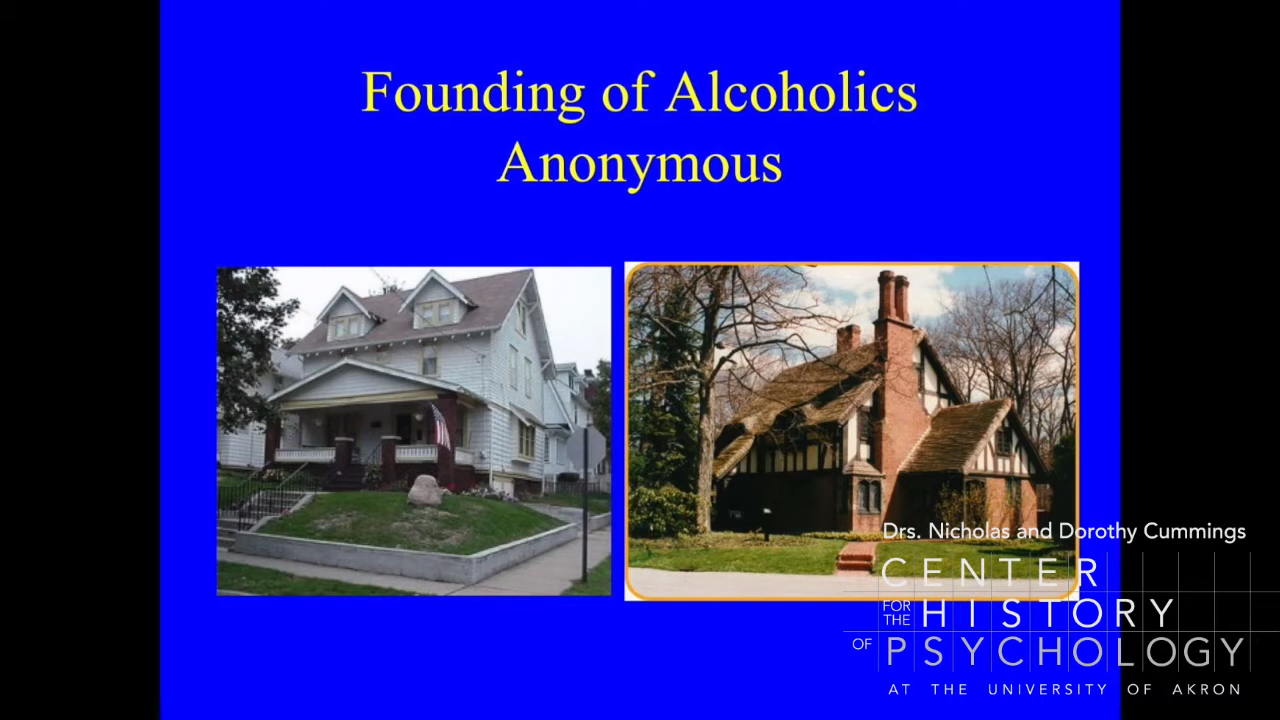 Founding of Alcoholics
Anonymous
Drs. Nicholas and Dorothy Cummings
CENTER
FOR THE HISTORY
OF PSYCHOLOGY
AT THE UNIVERSITY OF AKRON